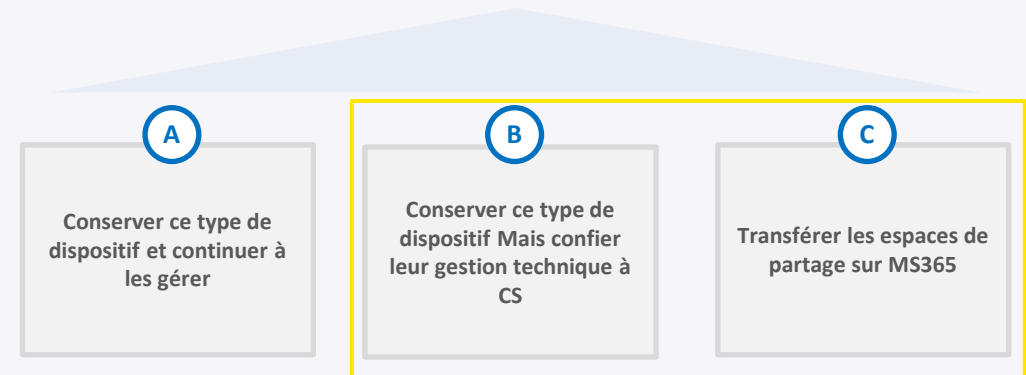 A
Conserver ce type de
dispositif et continuer à
les gérer
B
Conserver ce type de
dispositif Mais confier
leur gestion technique à
CS
C
Transférer les espaces de
partage sur MS365